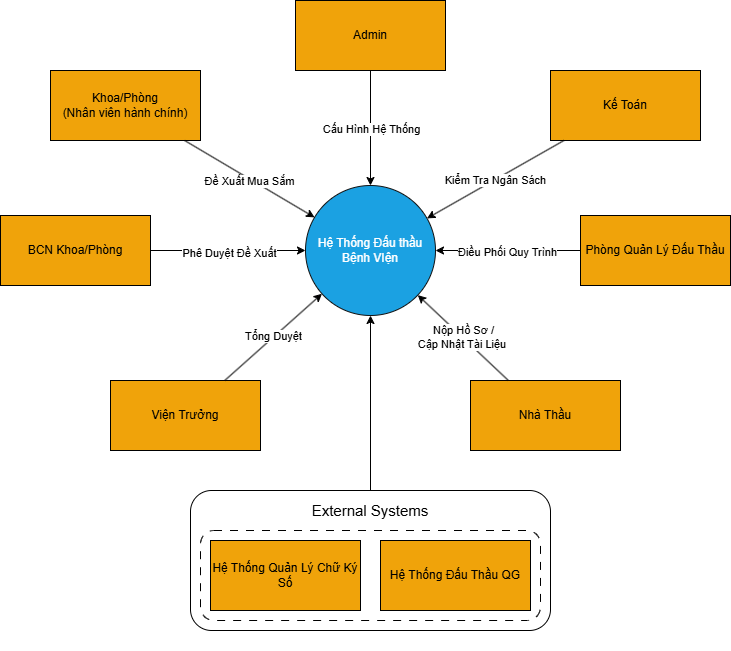 Admin
Khoa/Phòng
(Nhân viên hành chính)
Kế Toán
Cấu Hình Hệ Thống
Đề Xuất Mua Sắm
Kiểm Tra Ngân Sách
BCN Khoa/Phòng
Phê Duyệt Đề Xuất
Hệ Thống Đấu thầu
Bệnh Viện
Điều Phối Quy Trình
Phòng Quản Lý Đấu Thầu
Tổng Duyệt
Nộp Hồ Sơ /
Cập Nhật Tài Liệu
Viện Trưởng
Nhà Thầu
External Systems
Hệ Thống Quản Lý Chữ Ký
Số
Hệ Thống Đấu Thầu QG